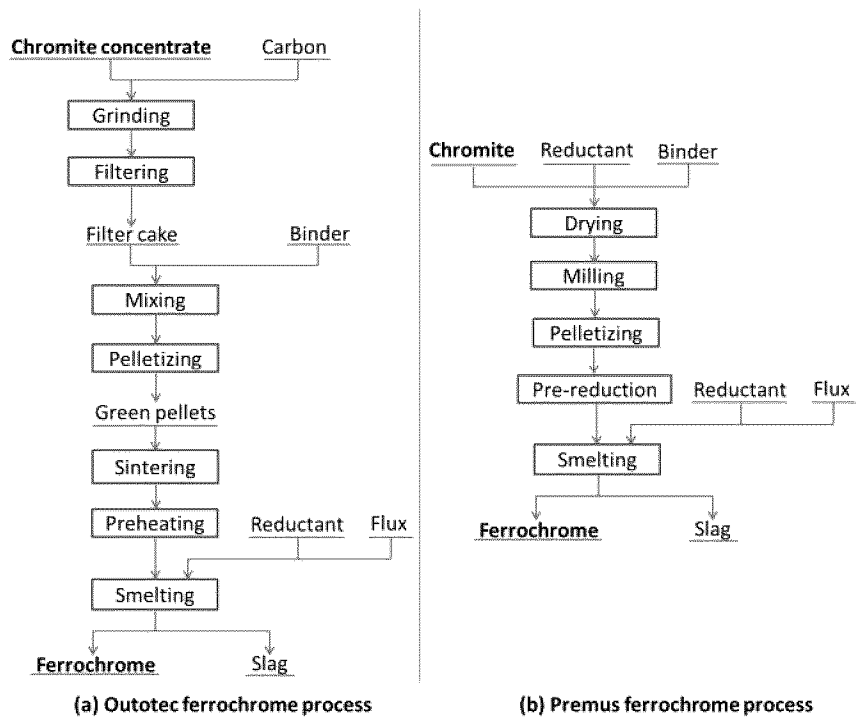 Chromite concentrate Carbon
Grinding
Filtering
Filter cake Binder
Mixing
Pelletizing
Green pellets
Sintering
Preheating Reductant Flux
Smelting
Ferrochrome Slag
(a) Outotec ferrochrome process
Chromite Reductant Binder
Drying
Milling
Pelletizing
Pre-reduction Reductant Flux
Smelting
Ferrochrome Slag
(b) Premus ferrochrome process